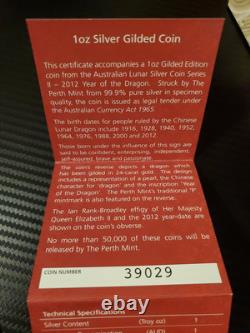 1oz Silver Gilded Coin
This certificate accompanies a 1oz Gilded Edition
coin from the Australian Lunar Silver Coin Series
II – 2012 Year of the Dragon. Struck by The
Perth Mint from 99.9% pure silver in specimen
quality, the coin is issued as legal tender under
the Australian Currency Act 1965.
The birth dates for people ruled by the Chinese
Lunar Dragon include 1916, 1928, 1940, 1952,
1964, 1976, 1988, 2000 and 2012.
Those born under the influence of this sign are
said to be confident, enterprising, independent,
self-assured, brave and passionate.
The coin's reverse depicts a dragon which
has been gilded in 24-carat gold. The design
includes a representation of a pearl, the Chinese
character for 'dragon' and the inscription 'Year
of the Dragon'. The Perth Mint's traditional 'P'
mintmark is also featured on the reverse.
The Ian Rank-Broadley effigy of Her Majesty
Queen Elizabeth II and the 2012 year-date are
shown on the coin's obverse.
No more than 50,000 of these coins will be
released by The Perth Mint.
COIN NUMBER 39029
Technical Specifications
Silver Content (Troy oz) 1
(AUD) 1